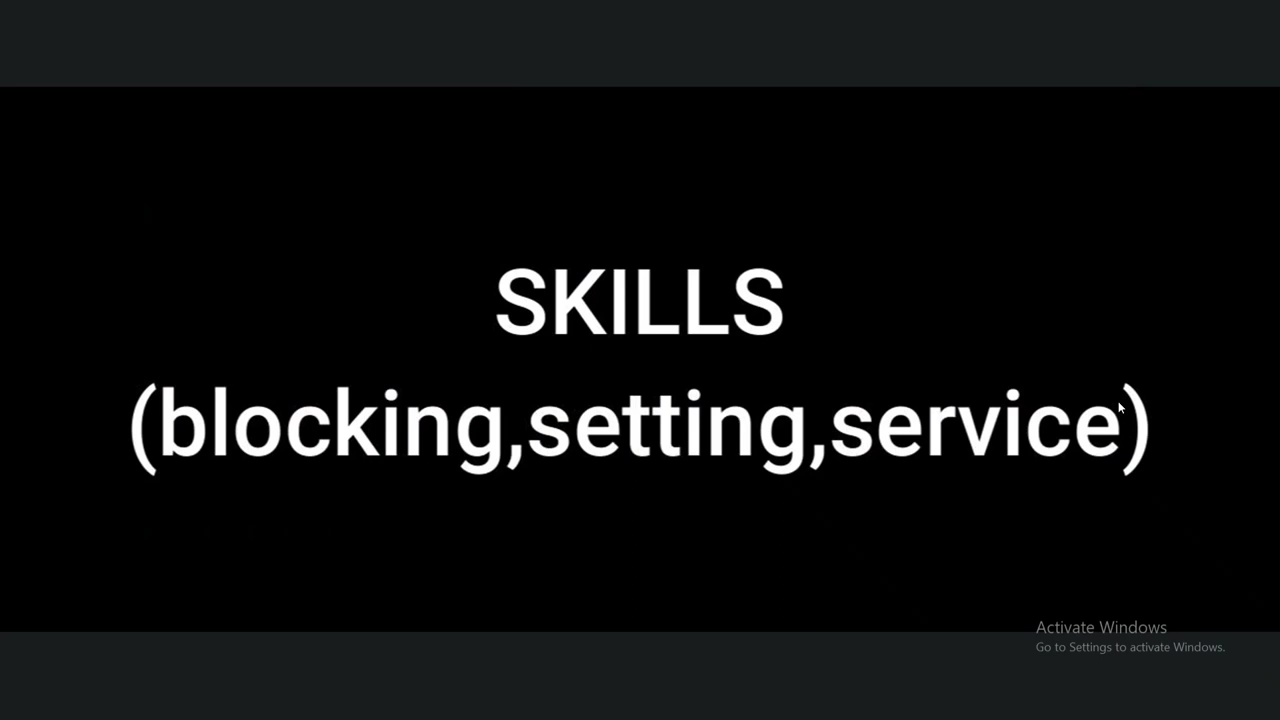 SKILLS
(blocking,setting,service)
Activate Windows
Go to Settings to activate Windows.